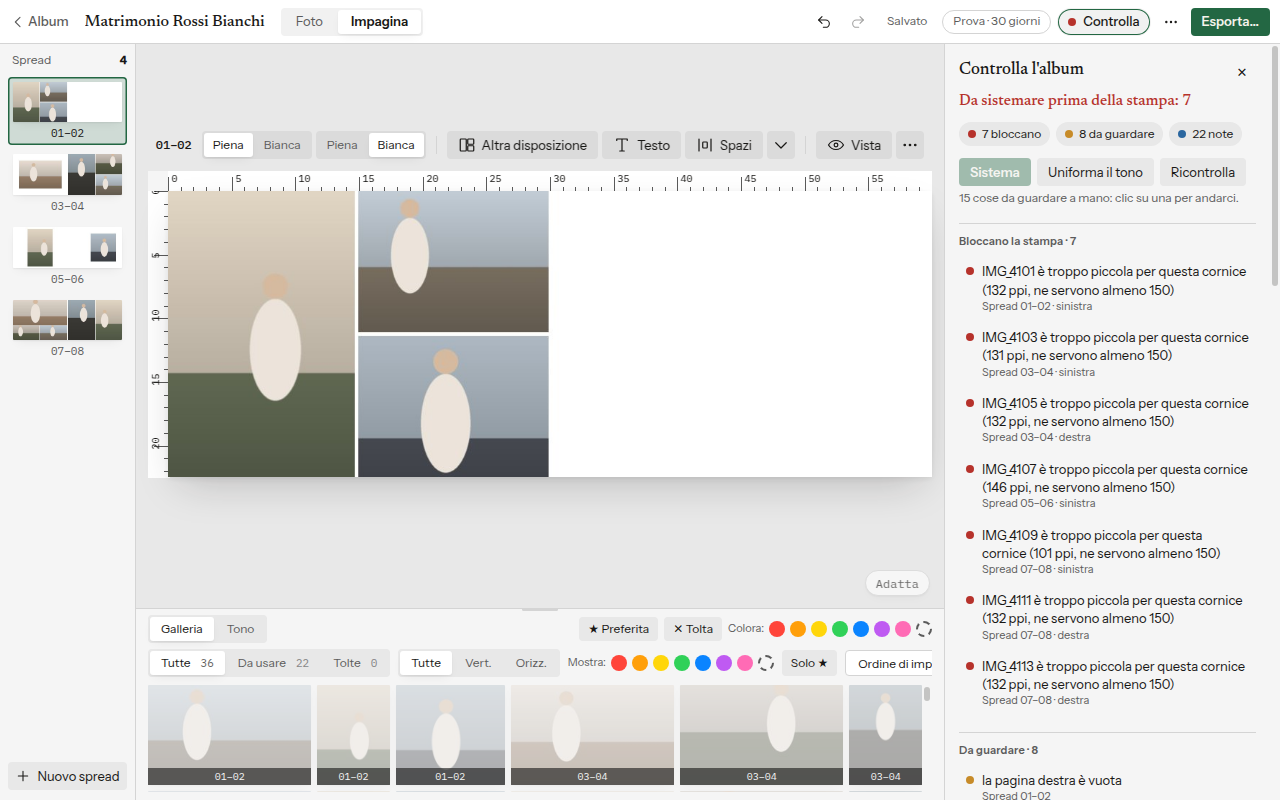 Album
Matrimonio Rossi Bianchi
Foto
Impagina
Salvato
Prova · 30 giorni
Controlla
Esporta...
Spread
4
01–02
03–04
05–06
07–08
Nuovo spread
01–02
Piena
Bianca
Piena
Bianca
Altra disposizione
Testo
Spazi
Vista
0 5 10 15 20 25 30 35 40 45 50 55
0
5
10
15
20
Adatta
Galleria
Tono
★ Preferita
✕ Tolta
Colora:
Tutte 36
Da usare 22
Tolte 0
Tutte
Vert.
Orizz.
Mostra:
Solo ★
Ordine di imp
01–02
01–02
01–02
03–04
03–04
03–04
Controlla l'album
Da sistemare prima della stampa: 7
7 bloccano
8 da guardare
22 note
Sistema
Uniforma il tono
Ricontrolla
15 cose da guardare a mano: clic su una per andarci.
Bloccano la stampa · 7
IMG_4101 è troppo piccola per questa cornice
(132 ppi, ne servono almeno 150)
Spread 01–02 · sinistra
IMG_4103 è troppo piccola per questa cornice
(131 ppi, ne servono almeno 150)
Spread 03–04 · sinistra
IMG_4105 è troppo piccola per questa cornice
(132 ppi, ne servono almeno 150)
Spread 03–04 · destra
IMG_4107 è troppo piccola per questa cornice
(146 ppi, ne servono almeno 150)
Spread 05–06 · sinistra
IMG_4109 è troppo piccola per questa
cornice (101 ppi, ne servono almeno 150)
Spread 07–08 · sinistra
IMG_4111 è troppo piccola per questa cornice
(132 ppi, ne servono almeno 150)
Spread 07–08 · destra
IMG_4113 è troppo piccola per questa cornice
(132 ppi, ne servono almeno 150)
Spread 07–08 · destra
Da guardare · 8
la pagina destra è vuota
Spread 01–02